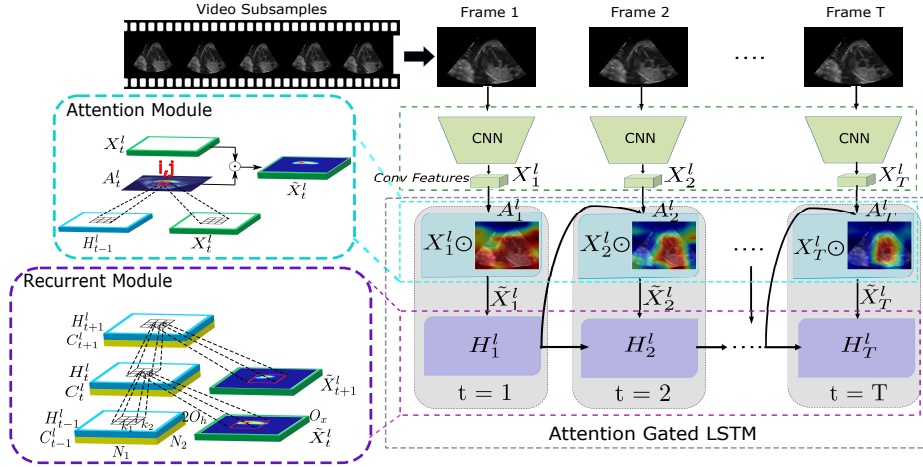 Video Subsamples
Frame 1
Frame 2
Frame T
....
Attention Module
X_t^l
i,j
A_t^l
X̃_t^l
H_{t-1}^l
X_t^l
CNN
CNN
CNN
Conv Features
X_1^l
X_2^l
X_T^l
A_1^l
A_2^l
A_T^l
X_1^l ⊙
X_2^l ⊙
....
X_T^l ⊙
X̃_1^l
X̃_2^l
X̃_T^l
H_1^l
H_2^l
....
H_T^l
t = 1
t = 2
t = T
Attention Gated LSTM
Recurrent Module
H_{t+1}^l
C_{t+1}^l
H_t^l
C_t^l
X̃_{t+1}^l
H_{t-1}^l
C_{t-1}^l
k_1
k_2
2O_h
O_x
N_1
N_2
X̃_t^l